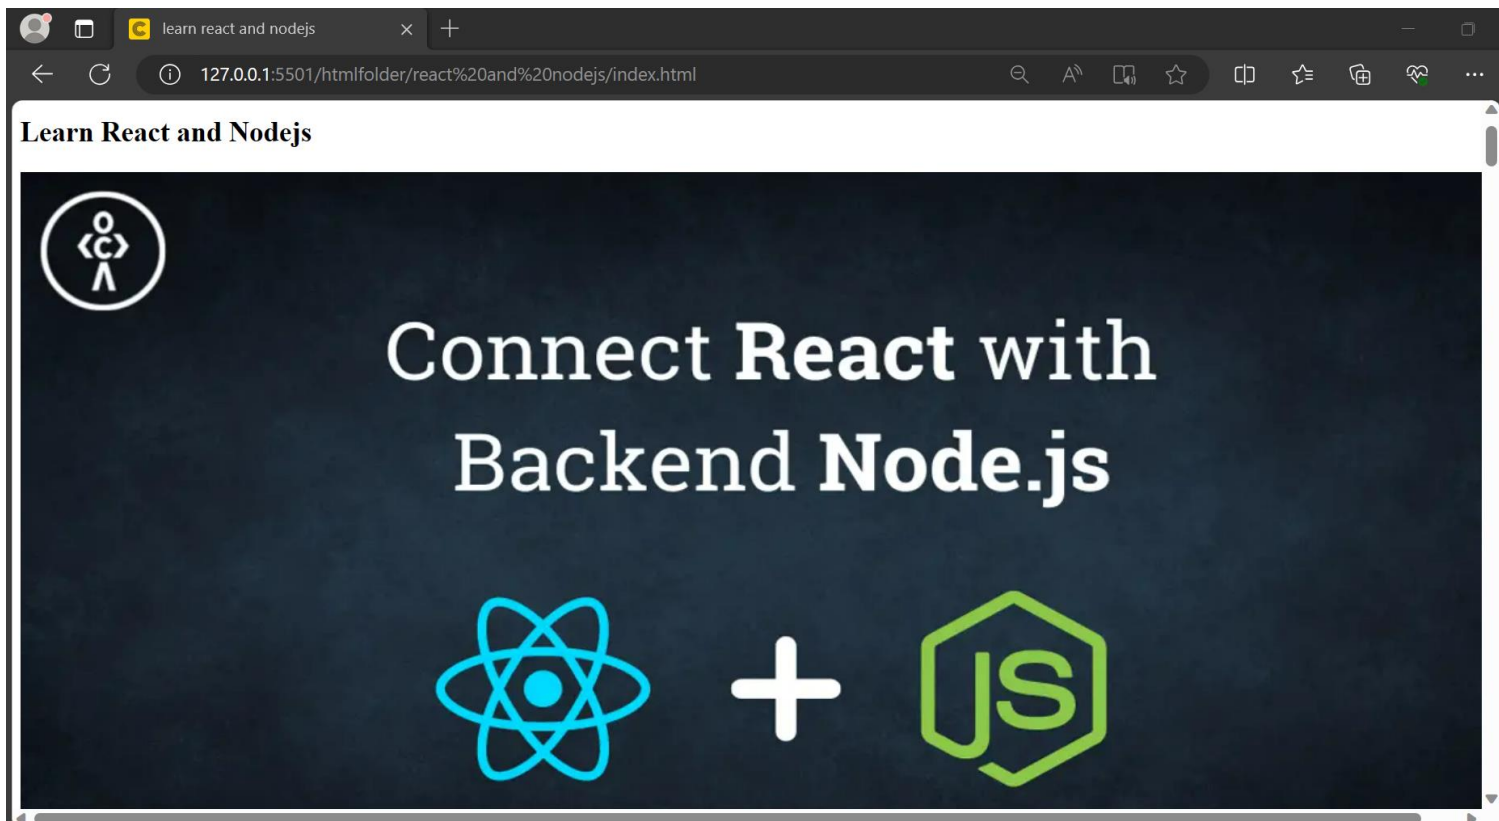 learn react and nodejs
127.0.0.1:5501/htmlfolder/react%20and%20nodejs/index.html
Learn React and Nodejs
C
Connect React with
Backend Node.js
JS